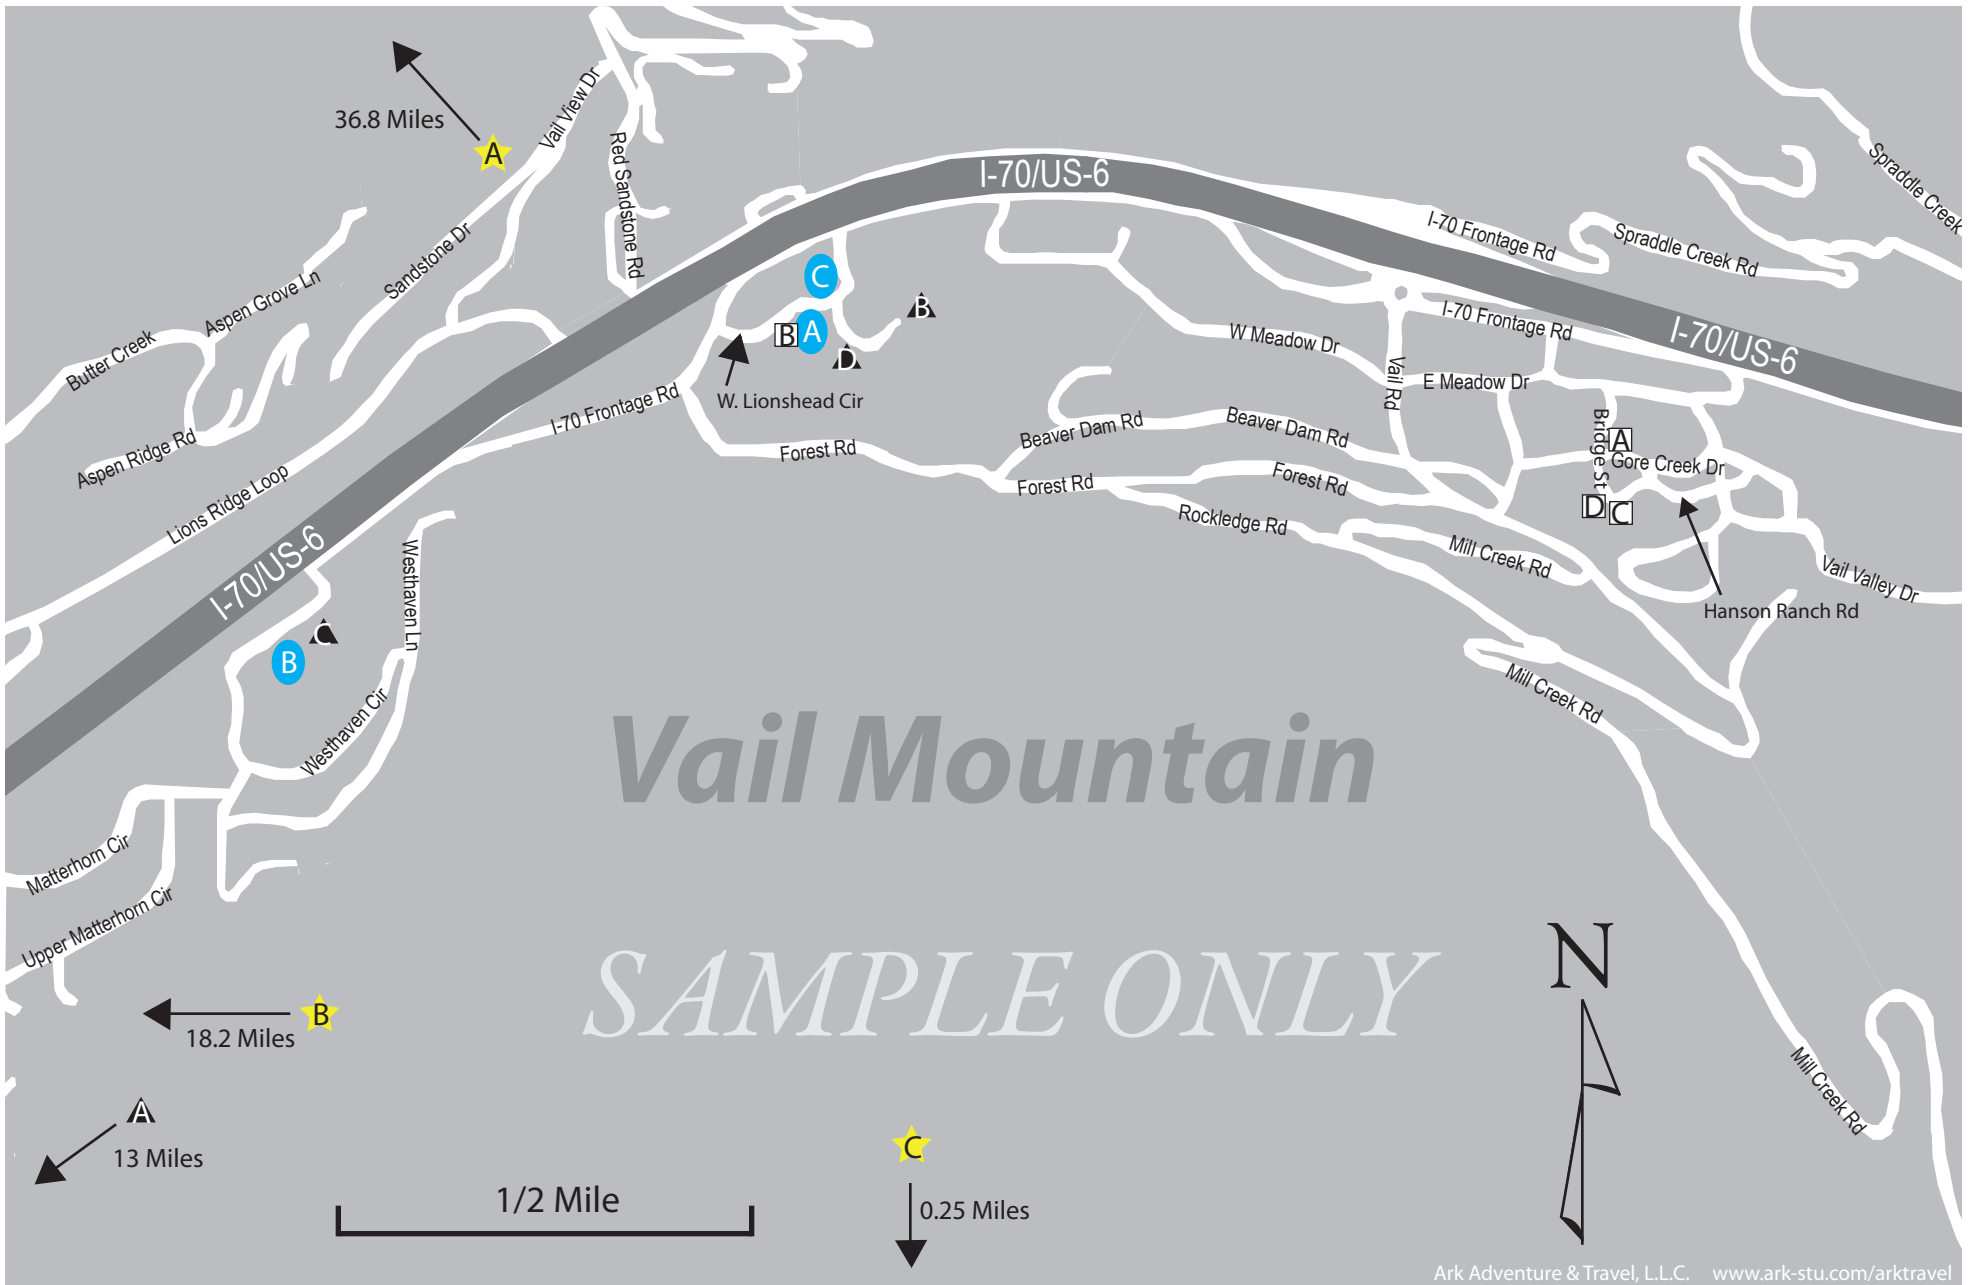 36.8 Miles
A
Vail View Dr
Red Sandstone Rd
I-70/US-6
Spraddle Creek
I-70 Frontage Rd
Spraddle Creek Rd
Sandstone Dr
Aspen Grove Ln
Butter Creek
C
B
A
B
D
W. Lionshead Cir
I-70 Frontage Rd
I-70/US-6
W Meadow Dr
Vail Rd
E Meadow Dr
I-70 Frontage Rd
Forest Rd
Beaver Dam Rd
Beaver Dam Rd
Bridge St
A
Gore Creek Dr
Aspen Ridge Rd
Lions Ridge Loop
Forest Rd
Forest Rd
D
C
Rockledge Rd
Mill Creek Rd
Vail Valley Dr
Hanson Ranch Rd
I-70/US-6
Westhaven Ln
C
B
Westhaven Cir
Mill Creek Rd
Vail Mountain
Matterhorn Cir
Upper Matterhorn Cir
SAMPLE ONLY
N
B
18.2 Miles
Mill Creek Rd
A
13 Miles
C
1/2 Mile
0.25 Miles
Ark Adventure & Travel, L.L.C. www.ark-stu.com/arktravel